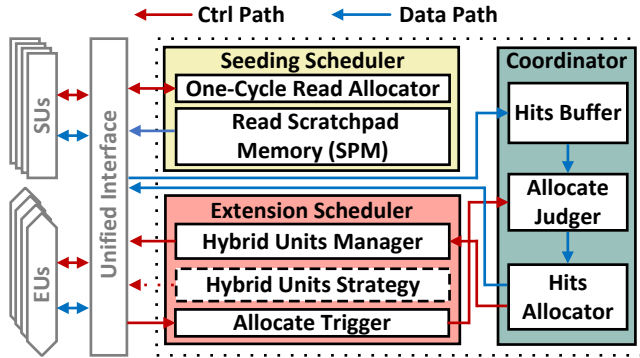 Ctrl Path
Data Path
SUs
EUs
Unified Interface
Seeding Scheduler
One-Cycle Read Allocator
Read Scratchpad
Memory (SPM)
Extension Scheduler
Hybrid Units Manager
Hybrid Units Strategy
Allocate Trigger
Coordinator
Hits Buffer
Allocate
Judger
Hits
Allocator